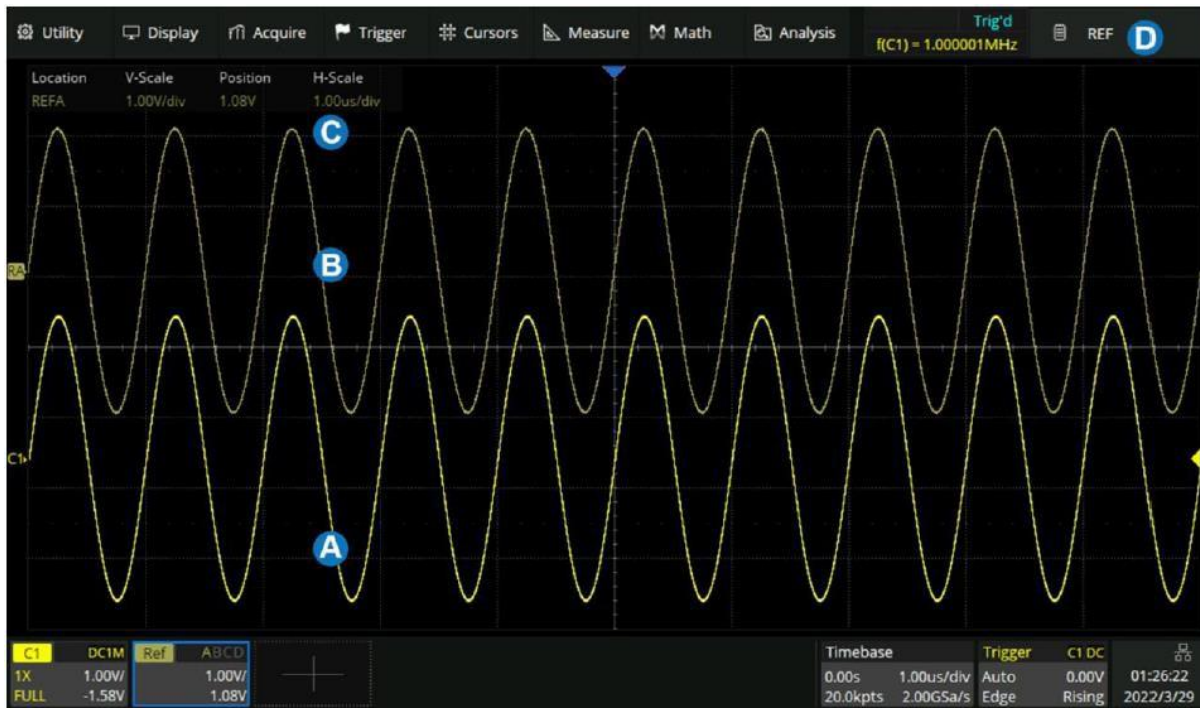 Utility Display Acquire Trigger Cursors Measure Math Analysis Trig'd REF D
f(C1) = 1.000001MHz
Location V-Scale Position H-Scale
REFA 1.00V/div 1.08V 1.00us/div
C
RA
B
C1
A
C1 DC1M Ref ABCD Timebase Trigger C1 DC
1X 1.00V/ 1.00V/ 0.00s 1.00us/div Auto 0.00V 01:26:22
FULL -1.58V 1.08V 20.0kpts 2.00GSa/s Edge Rising 2022/3/29